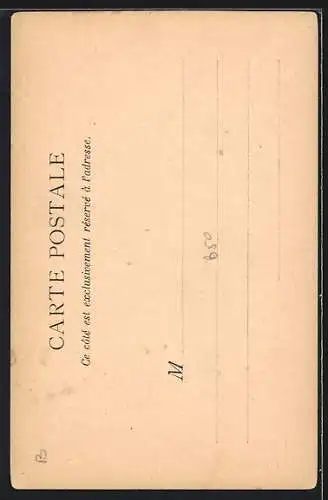 CARTE POSTALE
Ce côté est exclusivement réservé à l'adresse.
M
650
B